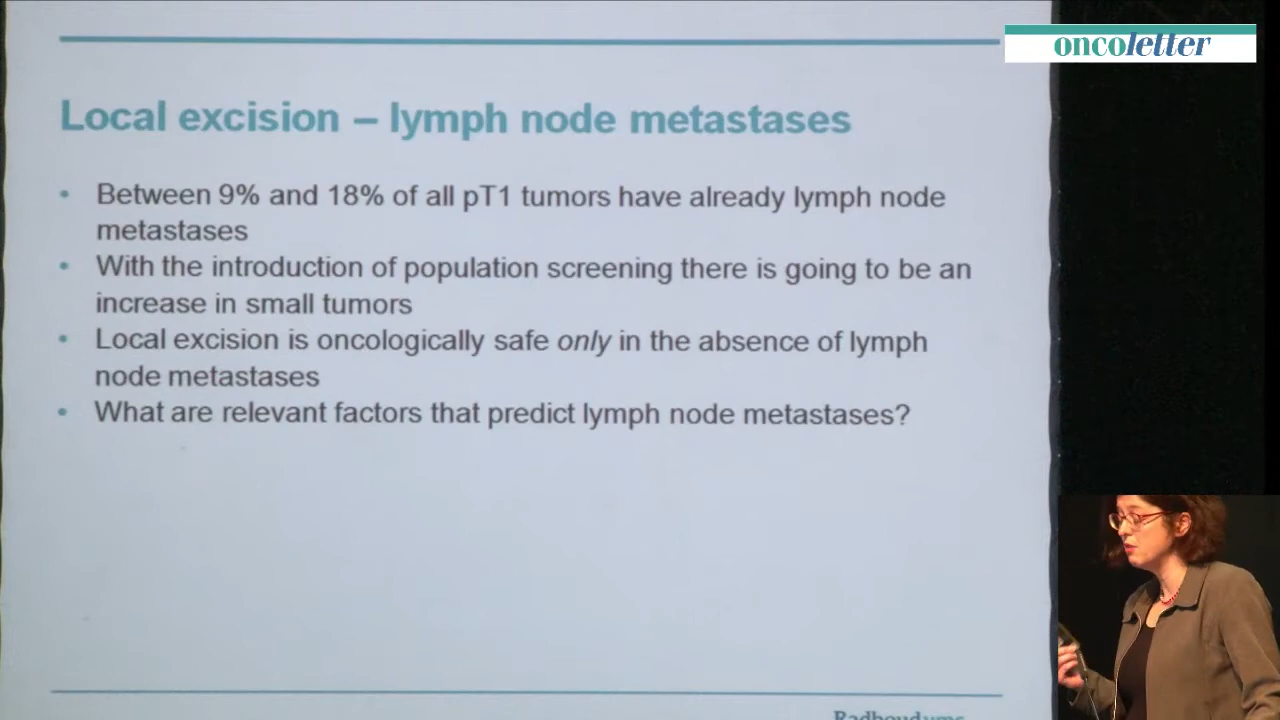 oncoletter
Local excision – lymph node metastases
• Between 9% and 18% of all pT1 tumors have already lymph node
metastases
• With the introduction of population screening there is going to be an
increase in small tumors
• Local excision is oncologically safe only in the absence of lymph
node metastases
• What are relevant factors that predict lymph node metastases?
Radboudumc